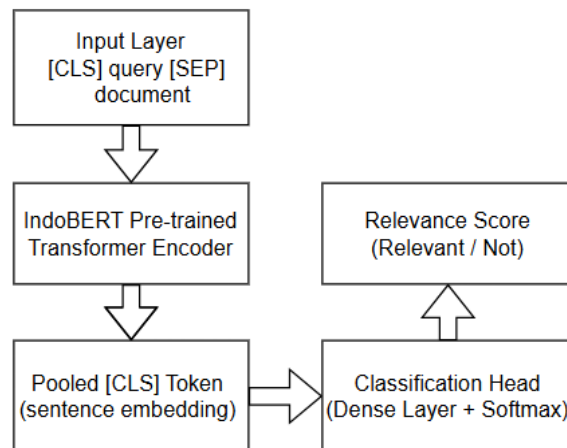 Input Layer
[CLS] query [SEP]
document
IndoBERT Pre-trained
Transformer Encoder
Pooled [CLS] Token
(sentence embedding)
Classification Head
(Dense Layer + Softmax)
Relevance Score
(Relevant / Not)